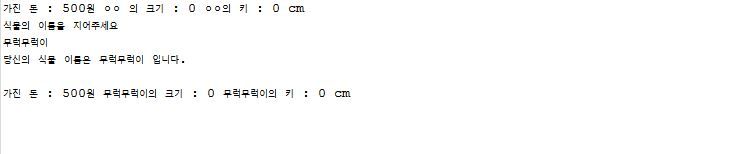 가진 돈 : 500원 ㅇㅇ 의 크기 : 0 ㅇㅇ의 키 : 0 cm
식물의 이름을 지어주세요
무럭무럭이
당신의 식물 이름은 무럭무럭이 입니다.
가진 돈 : 500원 무럭무럭이의 크기 : 0 무럭무럭이의 키 : 0 cm